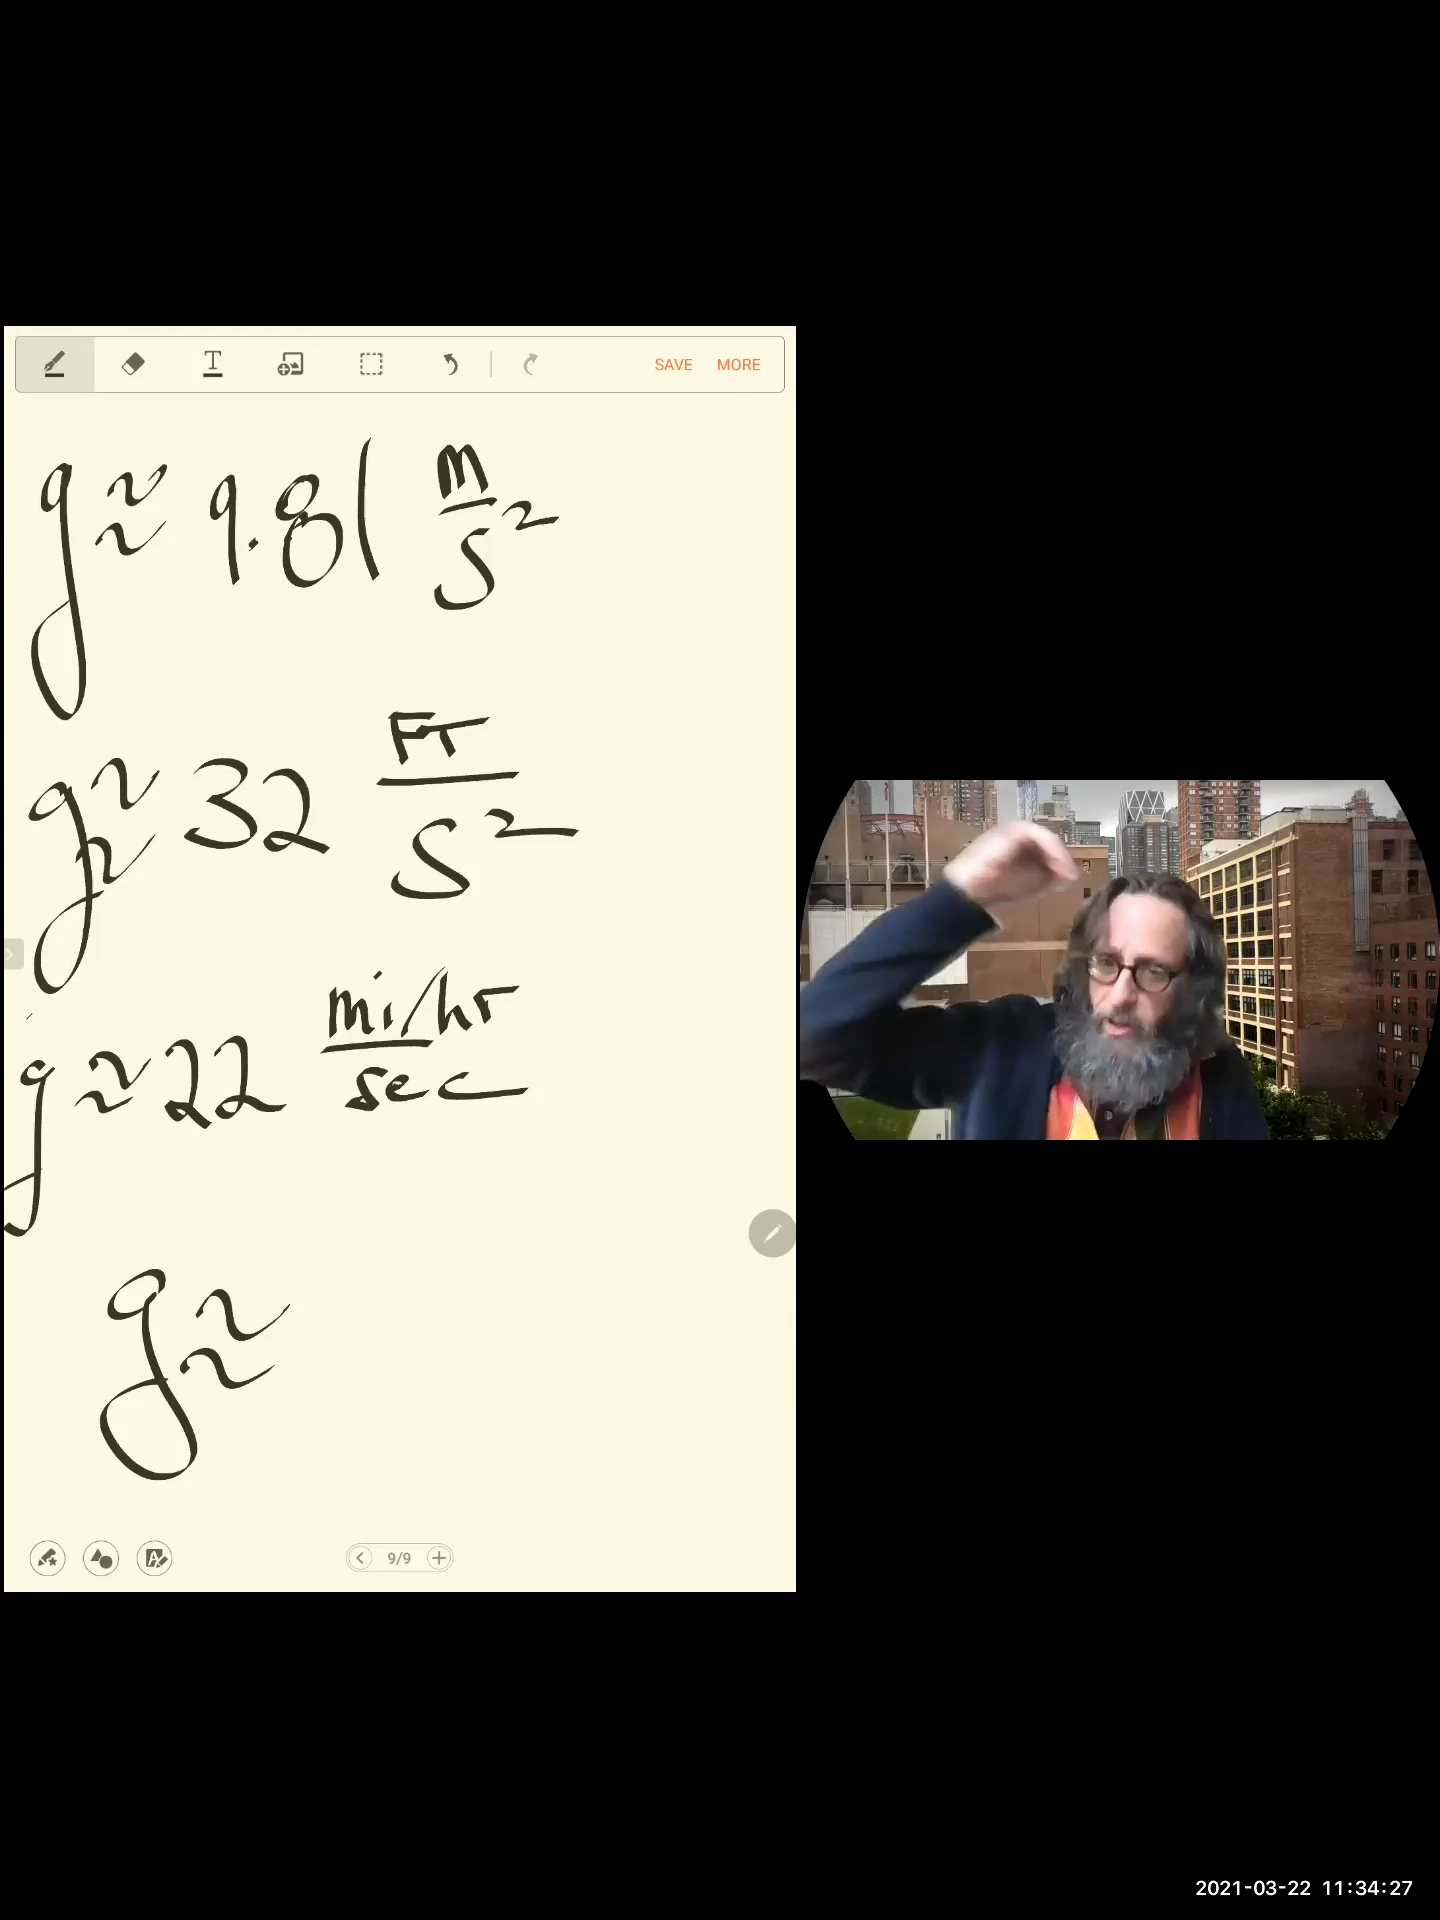 T SAVE MORE
g ≈ 9.81 m/s²
g ≈ 32 FT/s²
g ≈ 22 mi/hr/sec
g ≈
A 9/9
2021-03-22 11:34:27